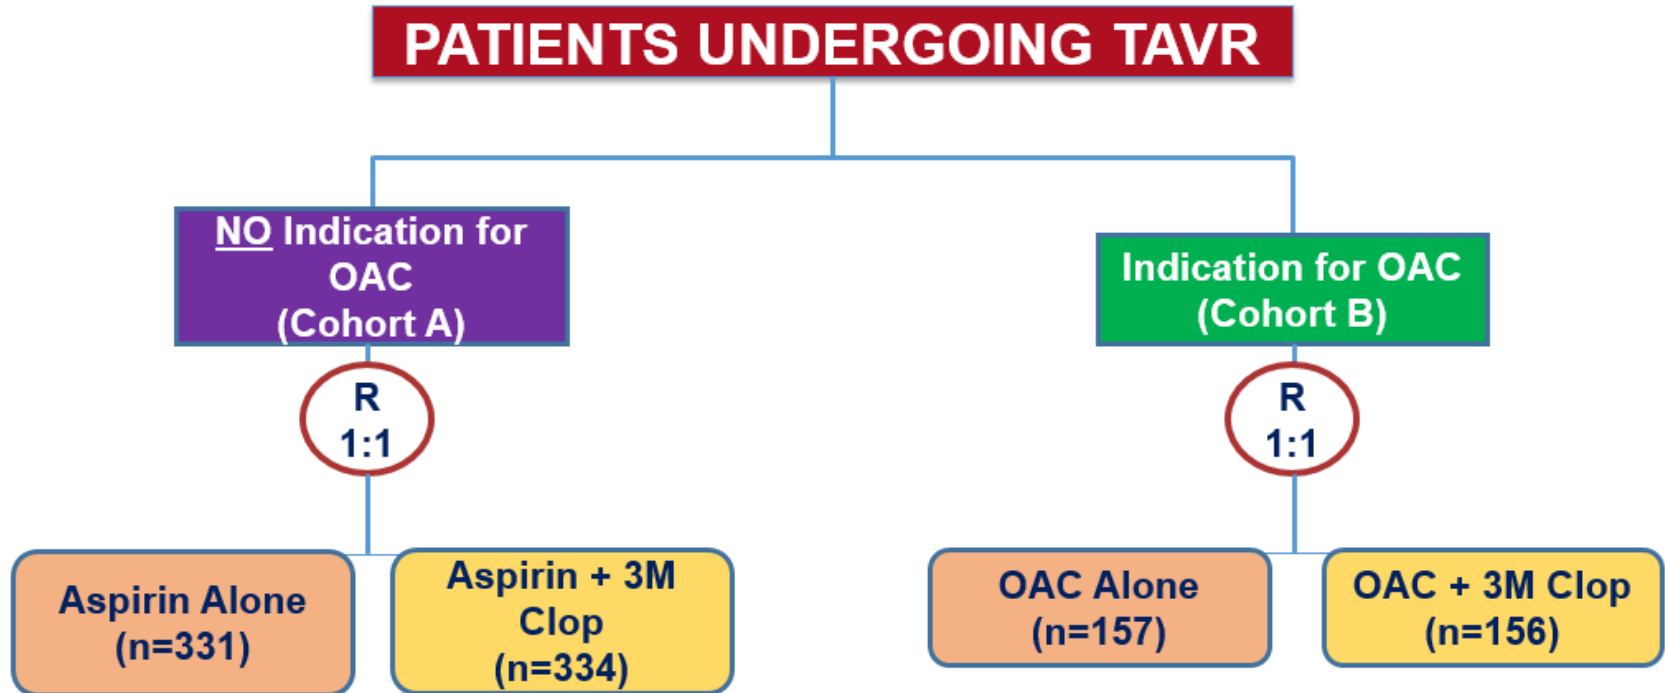 PATIENTS UNDERGOING TAVR
NO Indication for
OAC
(Cohort A)
Indication for OAC
(Cohort B)
R
1:1
R
1:1
Aspirin Alone
(n=331)
Aspirin + 3M
Clop
(n=334)
OAC Alone
(n=157)
OAC + 3M Clop
(n=156)